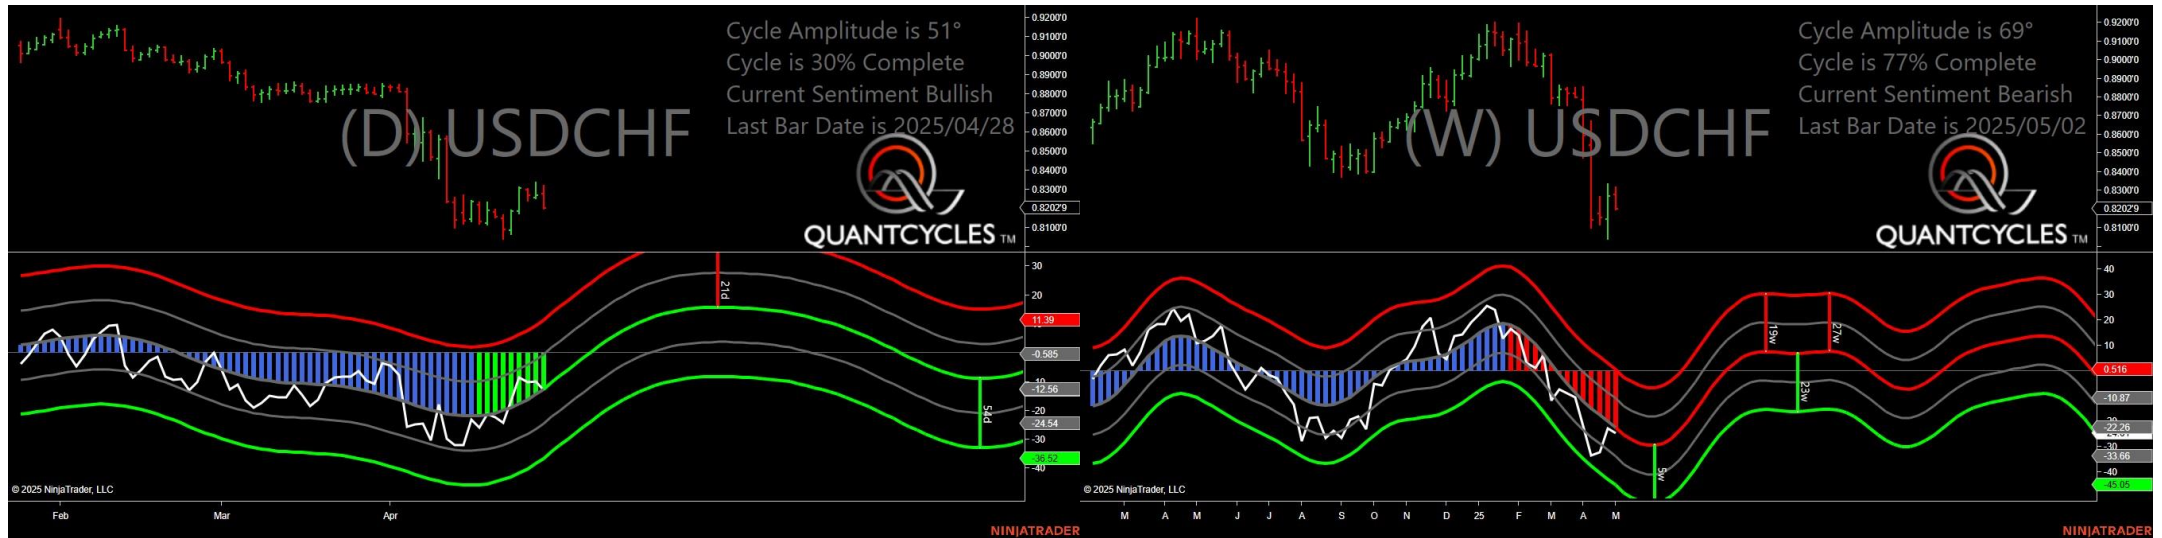 Cycle Amplitude is 51°
Cycle is 30% Complete
Current Sentiment Bullish
Last Bar Date is 2025/04/28
(D) USDCHF
QUANTCYCLES TM
0.9200'0
0.9100'0
0.9000'0
0.8900'0
0.8800'0
0.8700'0
0.8600'0
0.8500'0
0.8400'0
0.8300'0
0.8202'9
0.8100'0
21d
54d
30
20
11.39
-0.585
-12.56
-20
-24.54
-30
-36.52
-40
© 2025 NinjaTrader, LLC
Feb
Mar
Apr
NINJATRADER
Cycle Amplitude is 69°
Cycle is 77% Complete
Current Sentiment Bearish
Last Bar Date is 2025/05/02
(W) USDCHF
QUANTCYCLES TM
0.9200'0
0.9100'0
0.9000'0
0.8900'0
0.8800'0
0.8700'0
0.8600'0
0.8500'0
0.8400'0
0.8300'0
0.8202'9
0.8100'0
19w
27w
23w
5w
40
30
20
10
0.516
-10.87
-22.26
-30
-33.66
-40
-45.05
© 2025 NinjaTrader, LLC
M
A
M
J
J
A
S
O
N
D
25
F
M
A
M
NINJATRADER